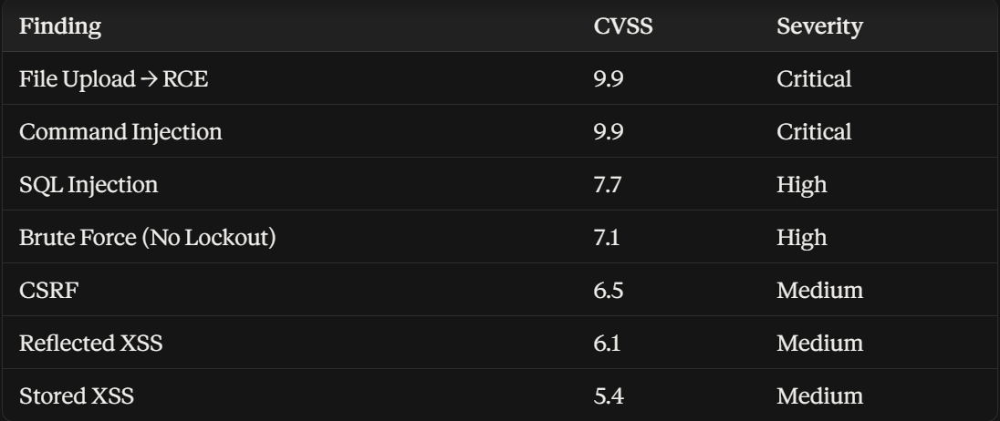 Finding CVSS Severity
File Upload → RCE 9.9 Critical
Command Injection 9.9 Critical
SQL Injection 7.7 High
Brute Force (No Lockout) 7.1 High
CSRF 6.5 Medium
Reflected XSS 6.1 Medium
Stored XSS 5.4 Medium